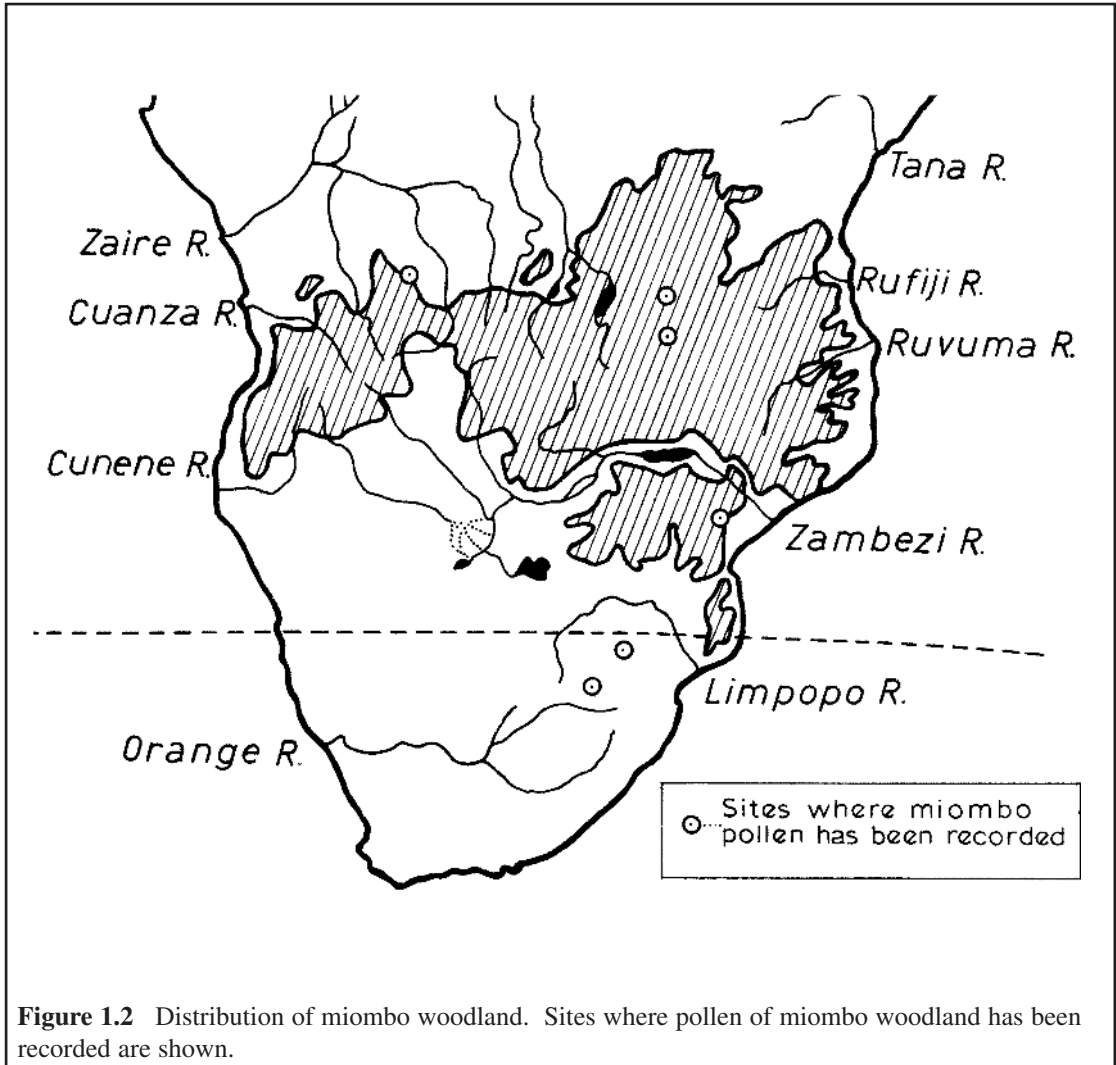 Tana R.
Zaire R.
Rufiji R.
Cuanza R.
Ruvuma R.
Cunene R.
Zambezi R.
Limpopo R.
Orange R.
Sites where miombo
pollen has been recorded
Figure 1.2 Distribution of miombo woodland. Sites where pollen of miombo woodland has been
recorded are shown.